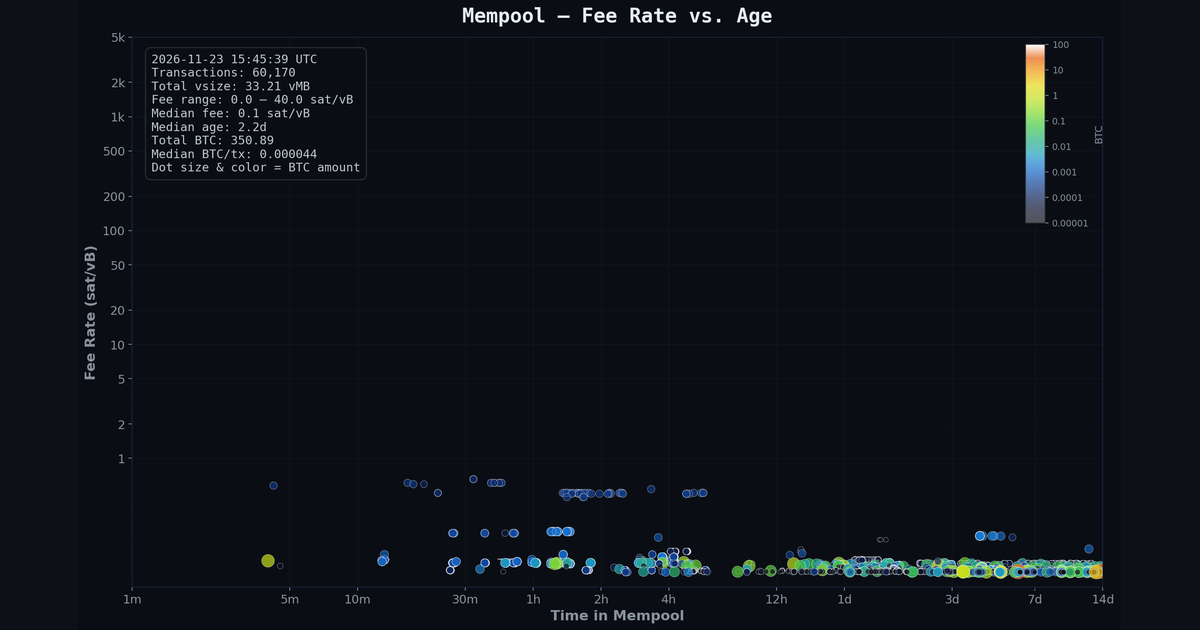 Mempool — Fee Rate vs. Age
2026-11-23 15:45:39 UTC
Transactions: 60,170
Total vsize: 33.21 vMB
Fee range: 0.0 — 40.0 sat/vB
Median fee: 0.1 sat/vB
Median age: 2.2d
Total BTC: 350.89
Median BTC/tx: 0.000044
Dot size & color = BTC amount
100
10
1
0.1
0.01
0.001
0.0001
0.00001
BTC
Fee Rate (sat/vB)
5k
2k
1k
500
200
100
50
20
10
5
2
1
1m
5m
10m
30m
1h
2h
4h
12h
1d
3d
7d
14d
Time in Mempool